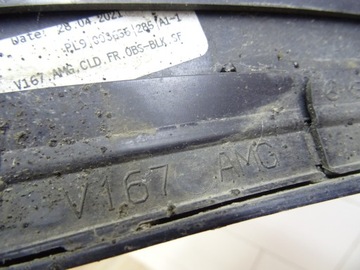 Date: 28.04.2021
V167.AMG.CLD.FR.OBS-BLK.SF
V167 AMG